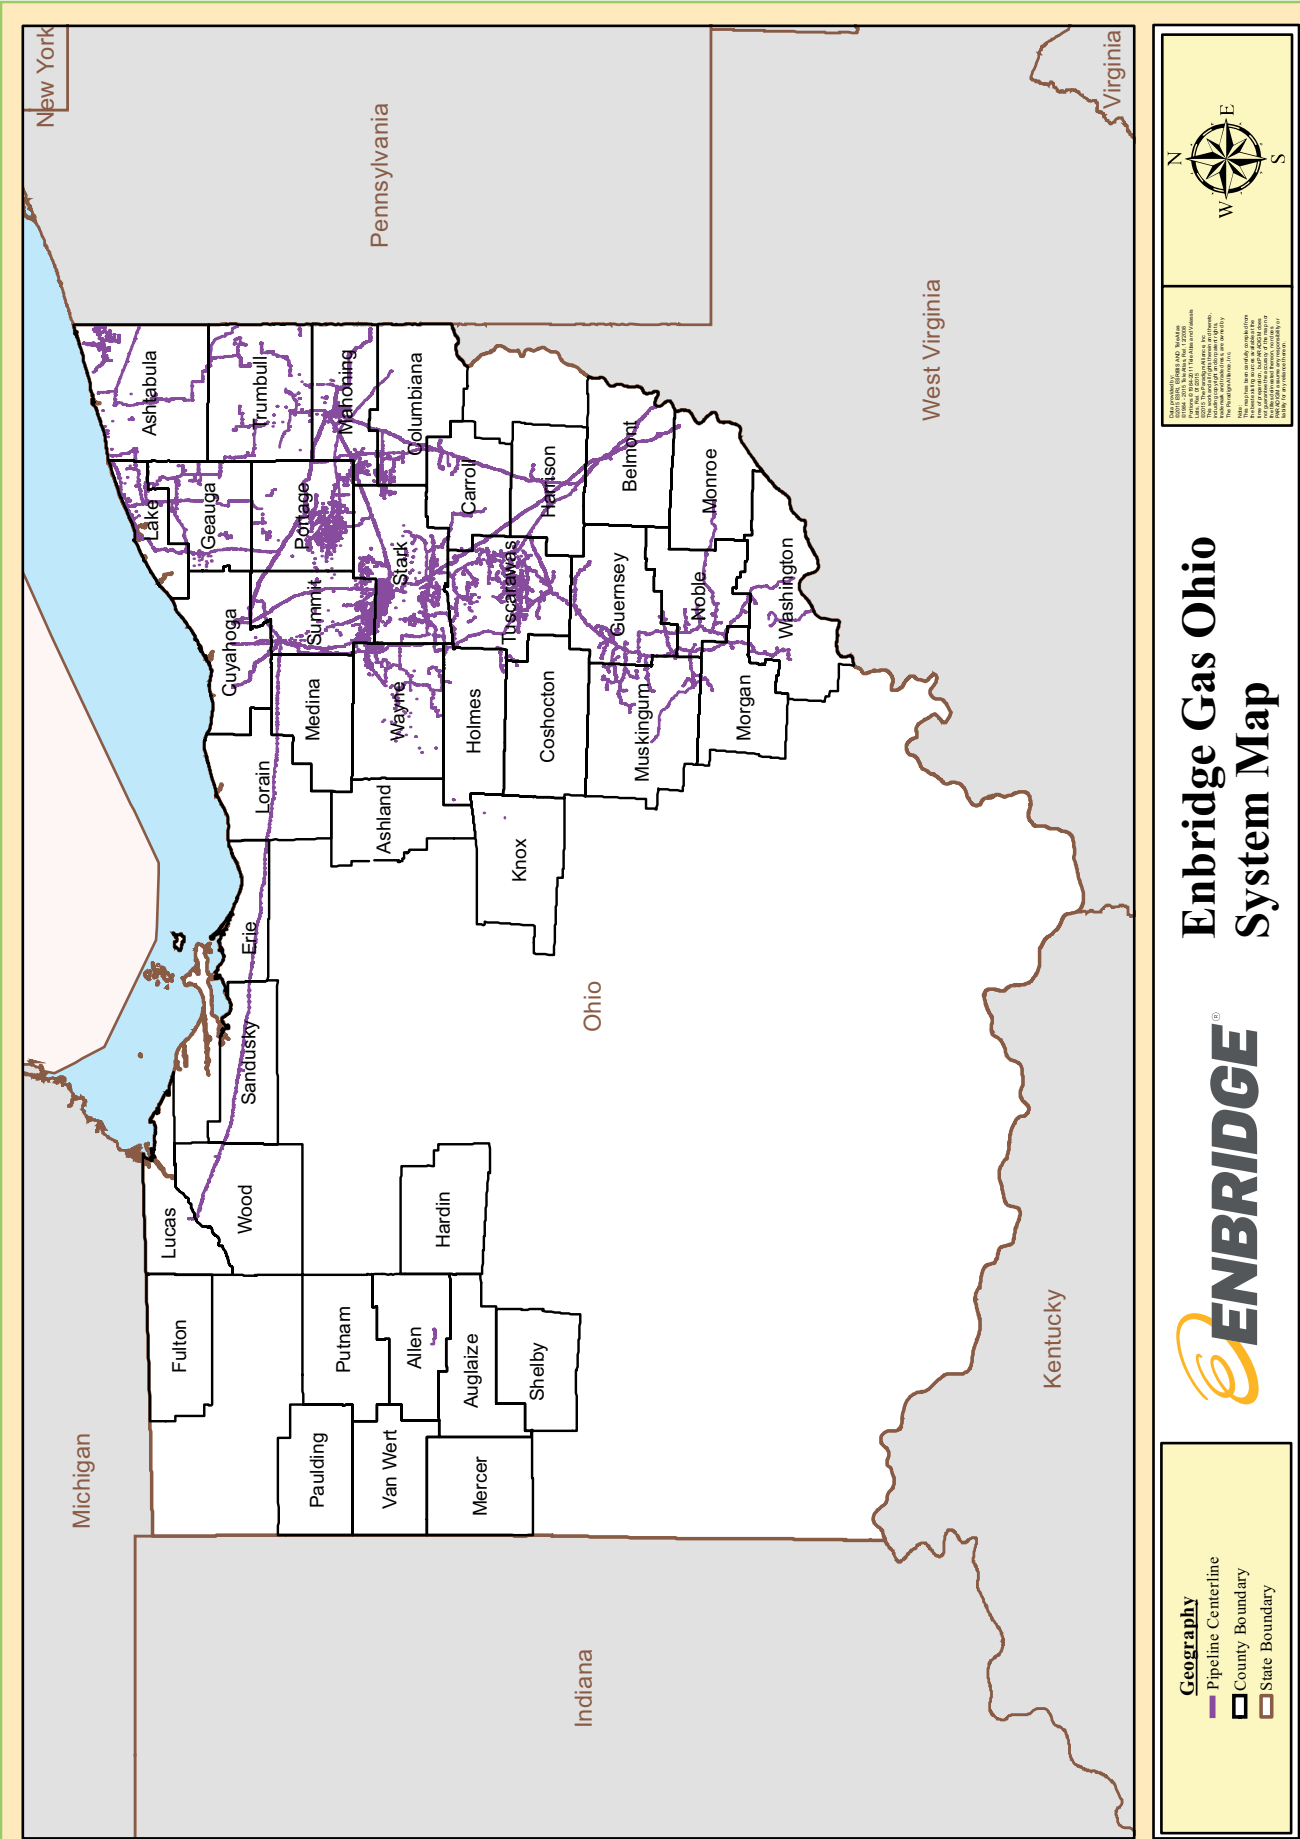 New York
Pennsylvania
Virginia
West Virginia
Michigan
Indiana
Kentucky
Ohio
Ashtabula
Trumbull
Mahoning
Columbiana
Lake
Geauga
Portage
Stark
Carroll
Harrison
Belmont
Monroe
Cuyahoga
Summit
Tuscarawas
Guernsey
Noble
Washington
Medina
Wayne
Holmes
Coshocton
Muskingum
Morgan
Lorain
Ashland
Knox
Erie
Sandusky
Lucas
Wood
Hardin
Fulton
Putnam
Allen
Auglaize
Shelby
Paulding
Van Wert
Mercer
Geography
Pipeline Centerline
County Boundary
State Boundary
ENBRIDGE®
Enbridge Gas Ohio
System Map
N
W E
S